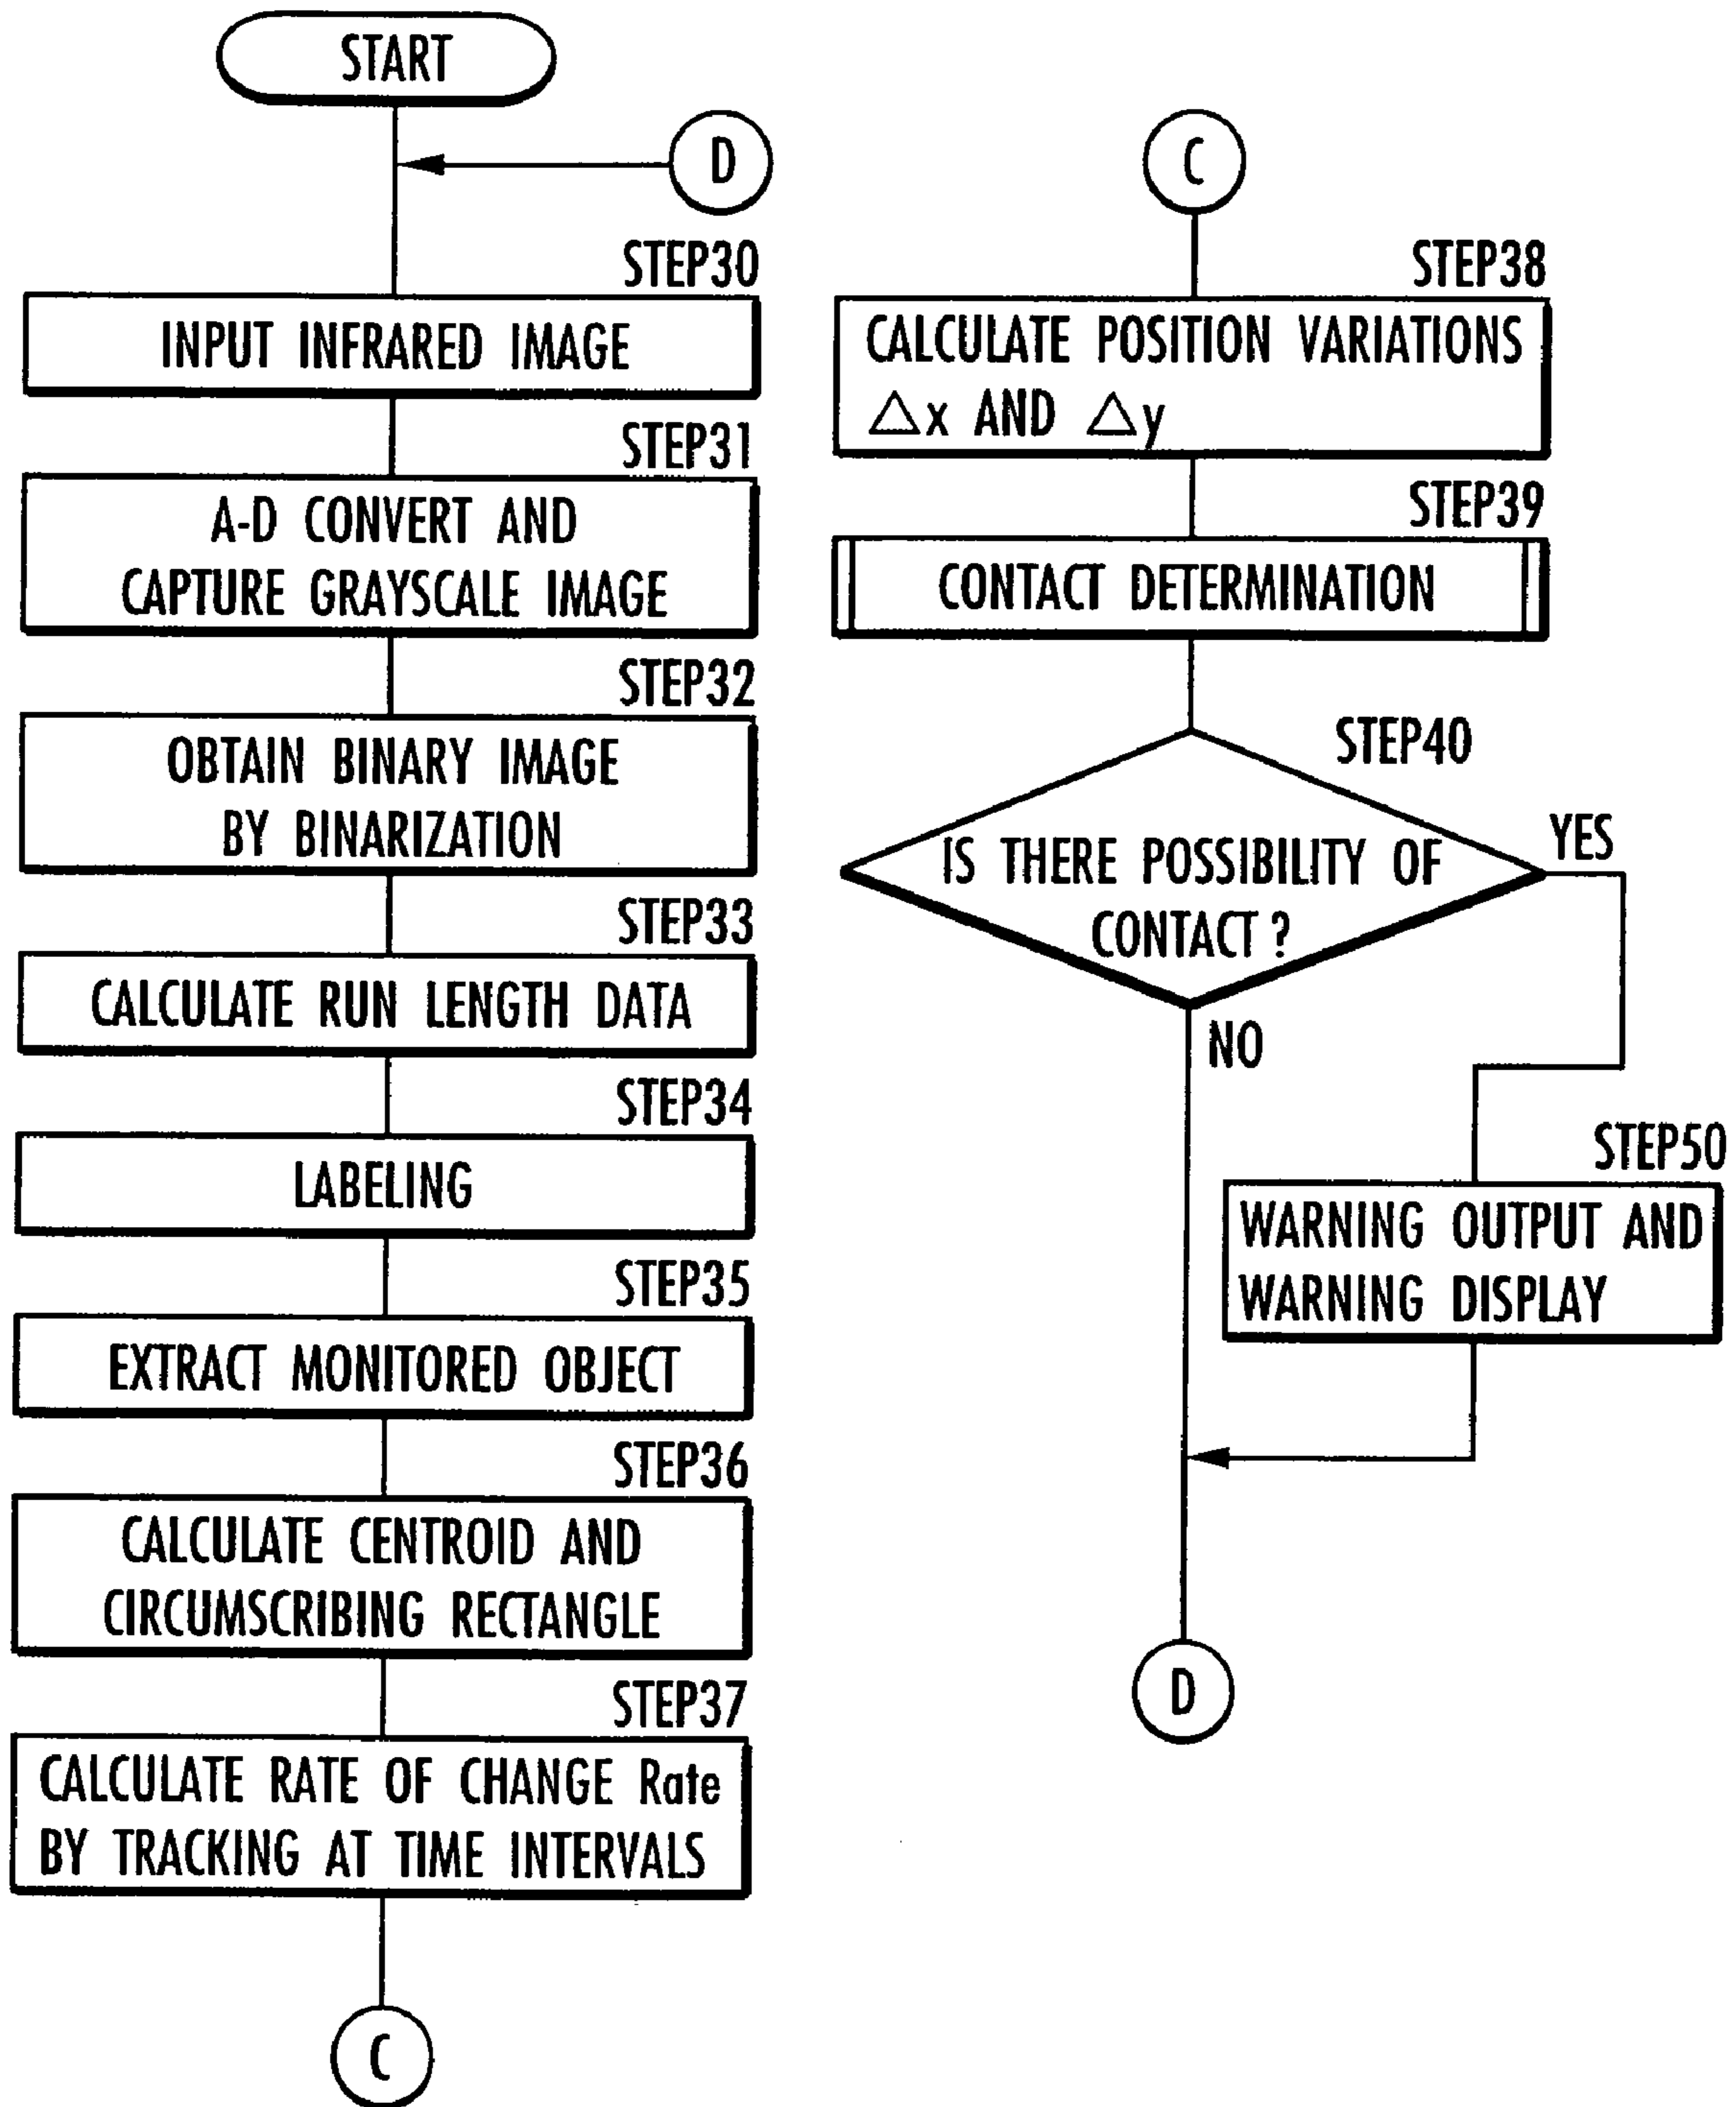 START
D
STEP30
INPUT INFRARED IMAGE
STEP31
A-D CONVERT AND
CAPTURE GRAYSCALE IMAGE
STEP32
OBTAIN BINARY IMAGE
BY BINARIZATION
STEP33
CALCULATE RUN LENGTH DATA
STEP34
LABELING
STEP35
EXTRACT MONITORED OBJECT
STEP36
CALCULATE CENTROID AND
CIRCUMSCRIBING RECTANGLE
STEP37
CALCULATE RATE OF CHANGE Rate
BY TRACKING AT TIME INTERVALS
C
C
STEP38
CALCULATE POSITION VARIATIONS
△x AND △y
STEP39
CONTACT DETERMINATION
STEP40
IS THERE POSSIBILITY OF
CONTACT?
YES
NO
STEP50
WARNING OUTPUT AND
WARNING DISPLAY
D